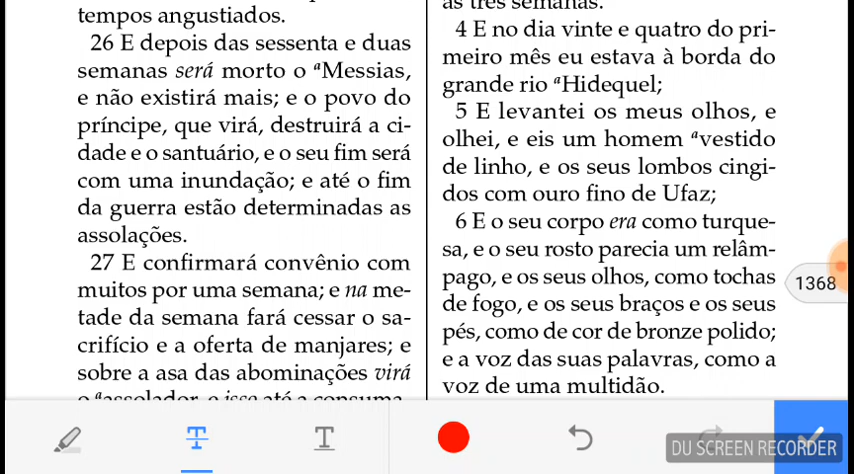 tempos angustiados.
26 E depois das sessenta e duas
semanas será morto o ªMessias,
e não existirá mais; e o povo do
príncipe, que virá, destruirá a ci-
dade e o santuário, e o seu fim será
com uma inundação; e até o fim
da guerra estão determinadas as
assolações.
27 E confirmará convênio com
muitos por uma semana; e na me-
tade da semana fará cessar o sa-
crifício e a oferta de manjares; e
sobre a asa das abominações virá
o ªassolador, e isso até a consuma-
as três semanas.
4 E no dia vinte e quatro do pri-
meiro mês eu estava à borda do
grande rio ªHidequel;
5 E levantei os meus olhos, e
olhei, e eis um homem ªvestido
de linho, e os seus lombos cingi-
dos com ouro fino de Ufaz;
6 E o seu corpo era como turque-
sa, e o seu rosto parecia um relâm-
pago, e os seus olhos, como tochas
de fogo, e os seus braços e os seus
pés, como de cor de bronze polido;
e a voz das suas palavras, como a
voz de uma multidão.
1368
T
T
DU SCREEN RECORDER